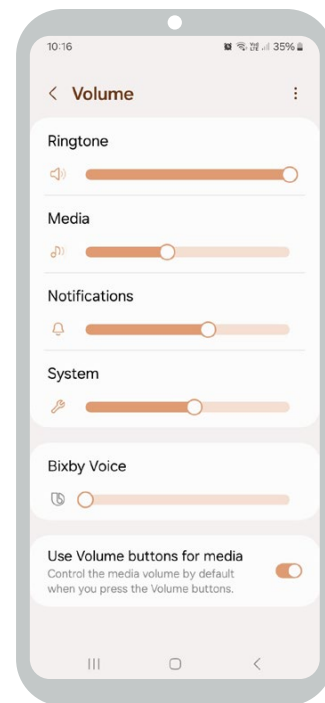 10:16 35%
Volume
Ringtone
Media
Notifications
System
Bixby Voice
Use Volume buttons for media
Control the media volume by default
when you press the Volume buttons.